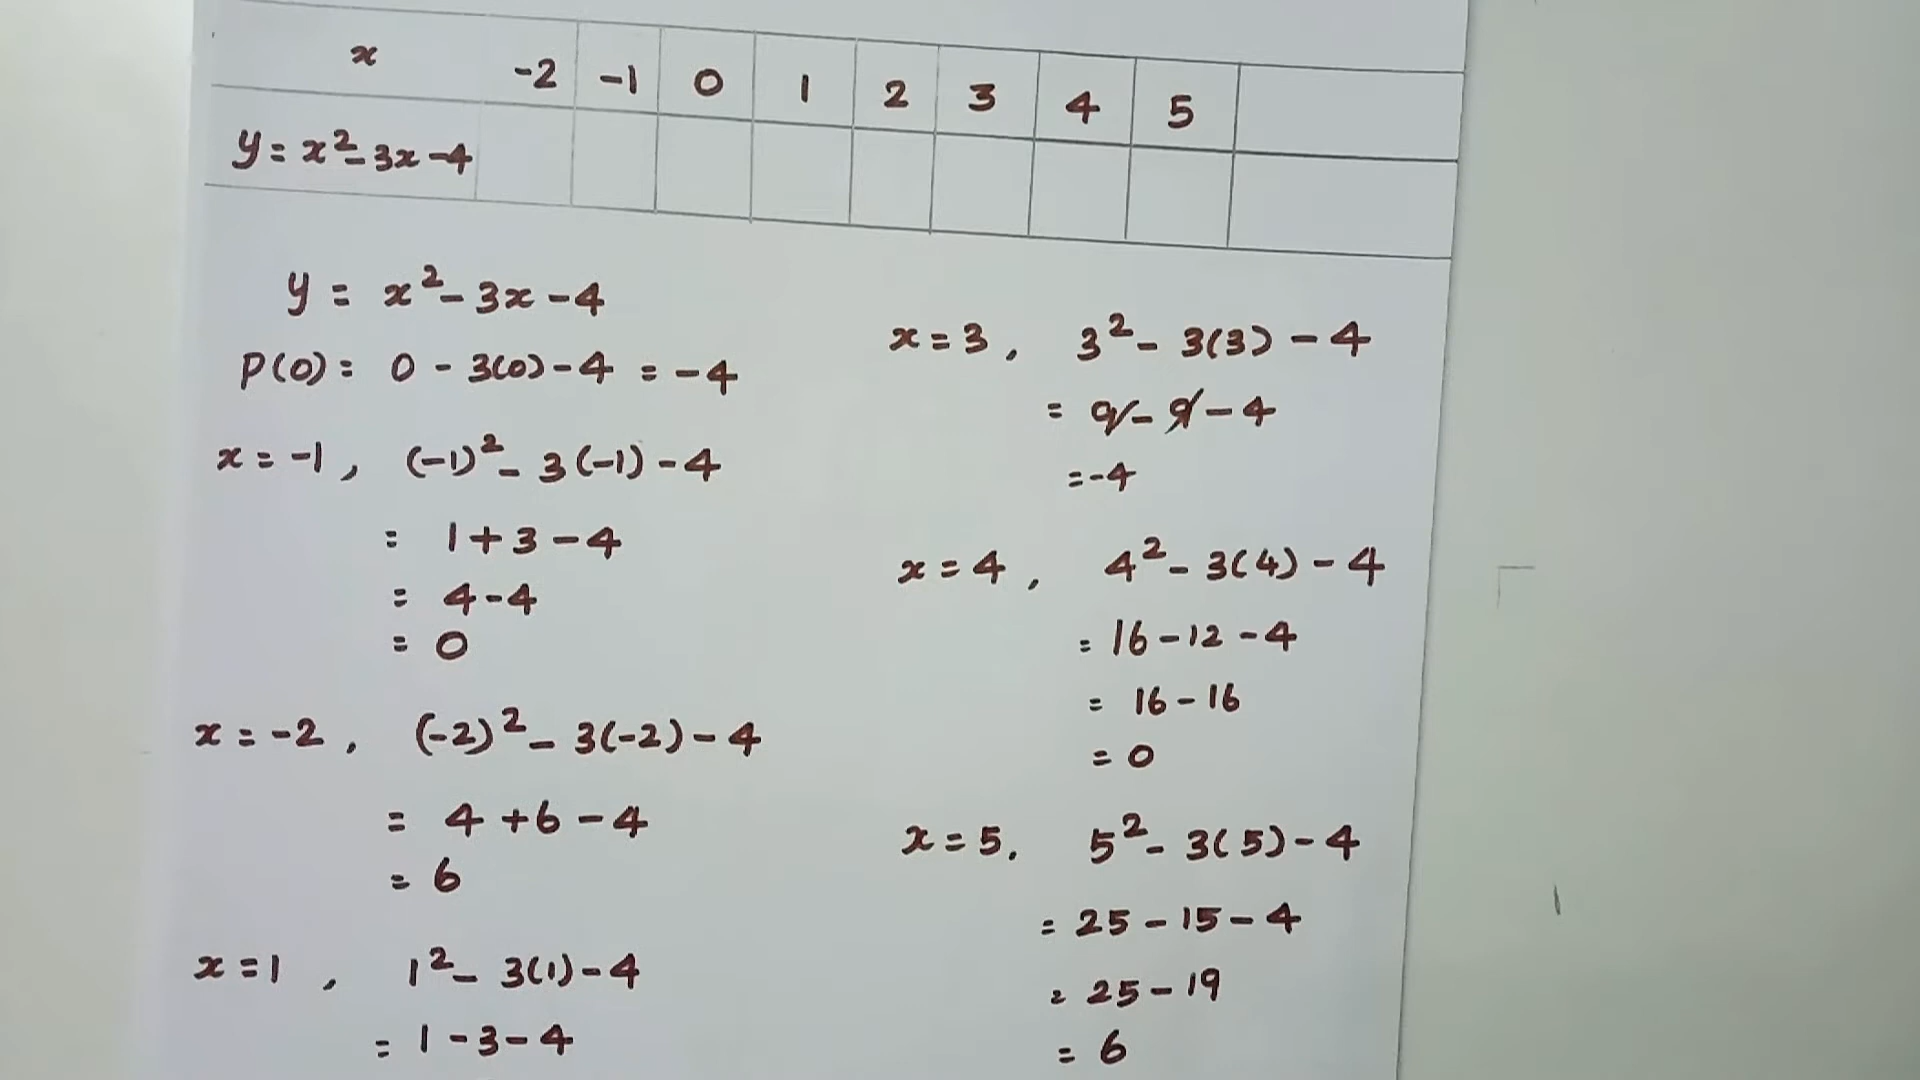 x -2 -1 0 1 2 3 4 5
y = x² - 3x - 4
y = x² - 3x - 4
P(0) = 0 - 3(0) - 4 = -4
x = -1, (-1)² - 3(-1) - 4
= 1 + 3 - 4
= 4 - 4
= 0
x = -2, (-2)² - 3(-2) - 4
= 4 + 6 - 4
= 6
x = 1, 1² - 3(1) - 4
= 1 - 3 - 4
x = 3, 3² - 3(3) - 4
= 9 - 9 - 4
= -4
x = 4, 4² - 3(4) - 4
= 16 - 12 - 4
= 16 - 16
= 0
x = 5, 5² - 3(5) - 4
= 25 - 15 - 4
= 25 - 19
= 6